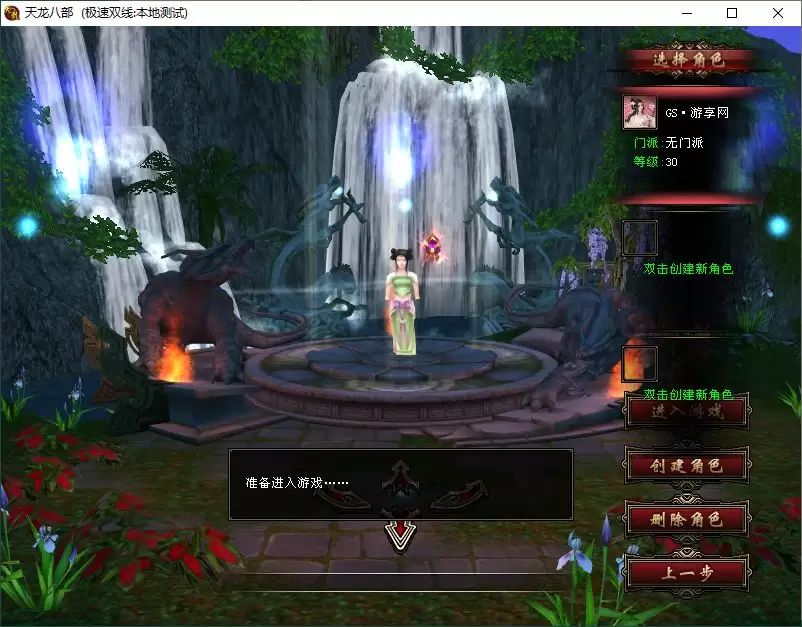 天龙八部 (极速双线:本地测试)
选择角色
GS·游享网
门派:无门派
等级:30
双击创建新角色
双击创建新角色
进入游戏
准备进入游戏……
创建角色
删除角色
上一步